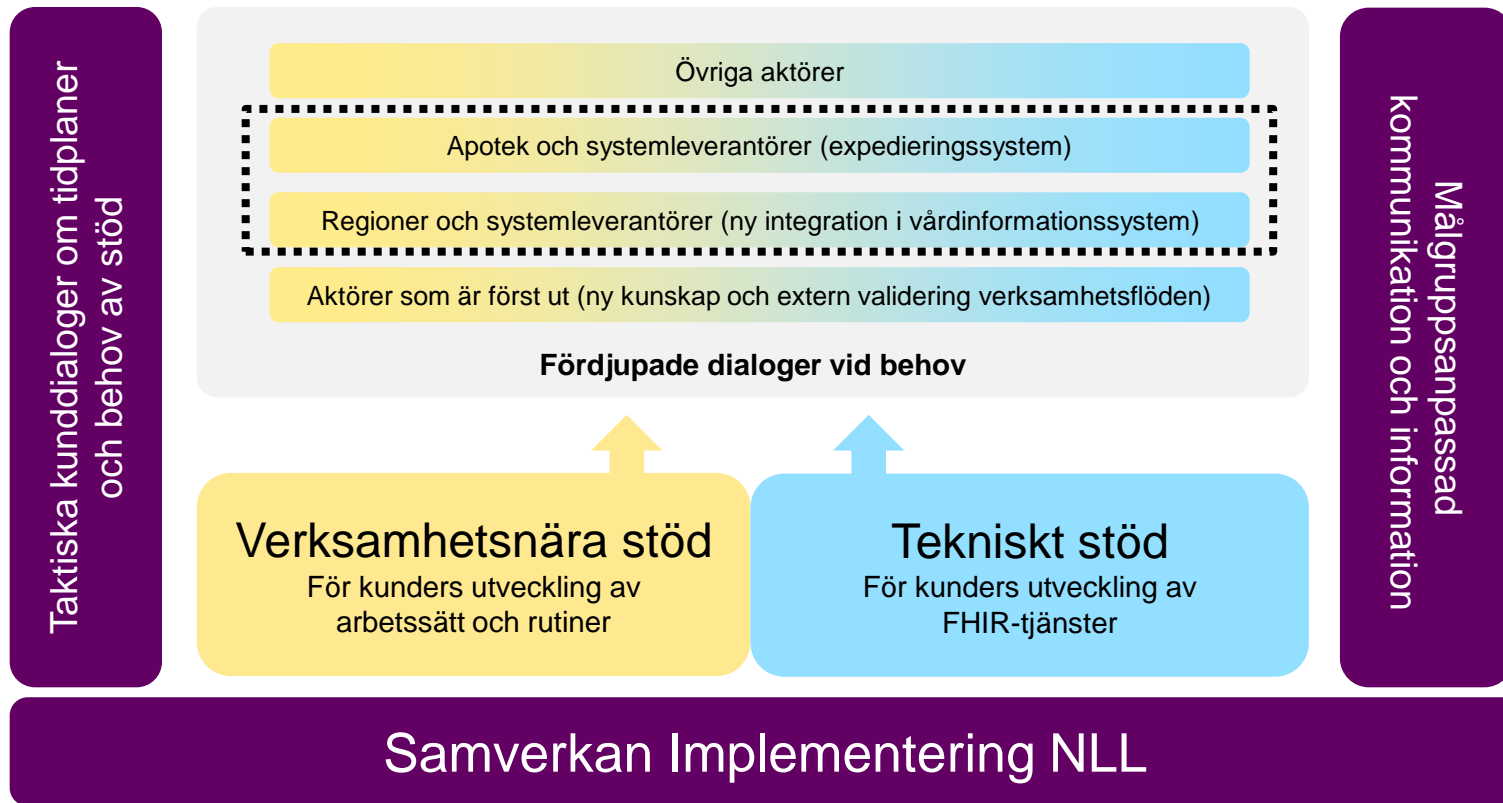 Taktiska kunddialoger om tidplaner
och behov av stöd
Övriga aktörer
Apotek och systemleverantörer (expedieringssystem)
Regioner och systemleverantörer (ny integration i vårdinformationssystem)
Aktörer som är först ut (ny kunskap och extern validering verksamhetsflöden)
Fördjupade dialoger vid behov
Målgruppsanpassad
kommunikation och information
Verksamhetsnära stöd
För kunders utveckling av
arbetssätt och rutiner
Tekniskt stöd
För kunders utveckling av
FHIR-tjänster
Samverkan Implementering NLL